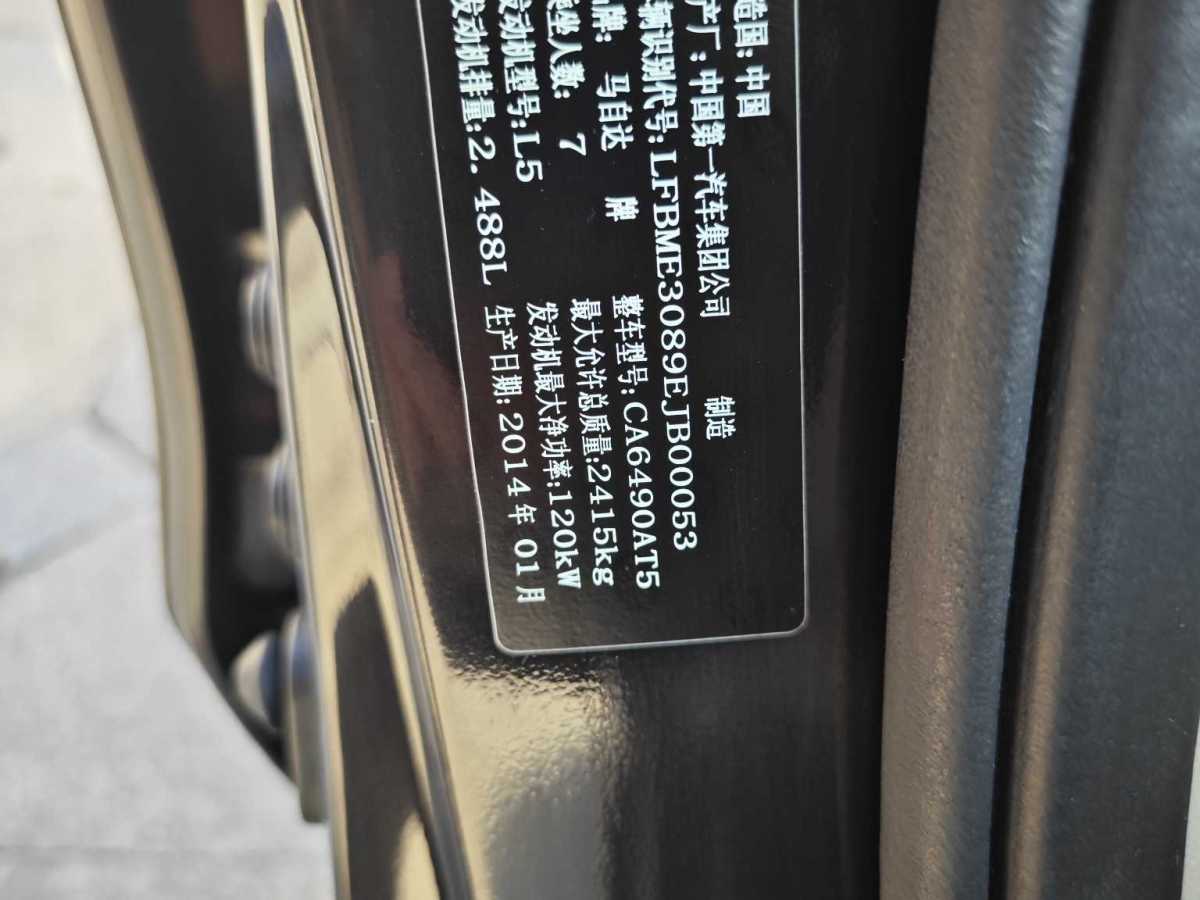 造国:中国
产厂:中国第一汽车集团公司 制造
辆识别代号:LFBME3089EJB00053
牌: 马自达 牌 整车型号:CA6490AT5
乘坐人数: 7 最大允许总质量:2415kg
发动机型号:L5 发动机最大净功率:120kW
发动机排量:2.488L 生产日期:2014年01月